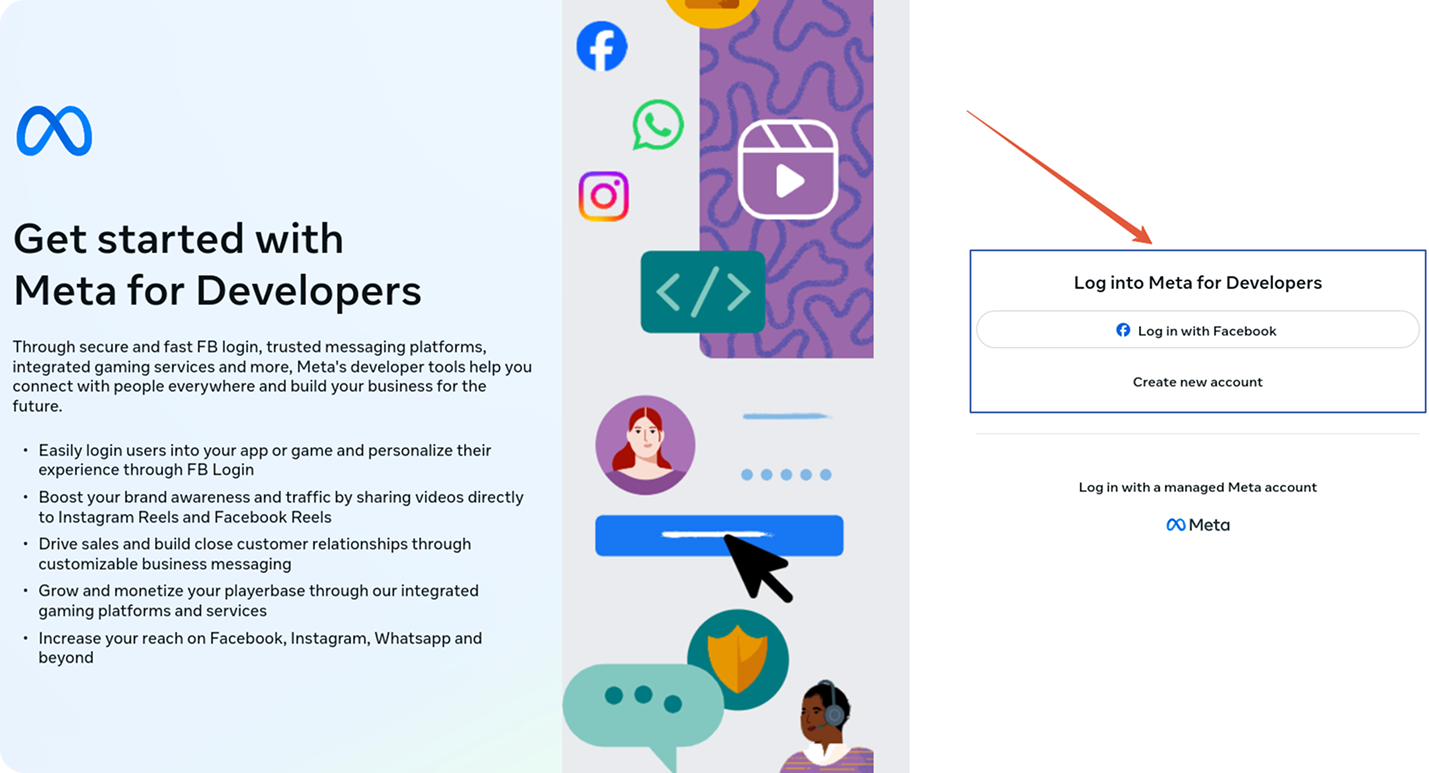 Get started with
Meta for Developers
Through secure and fast FB login, trusted messaging platforms,
integrated gaming services and more, Meta's developer tools help you
connect with people everywhere and build your business for the
future.
• Easily login users into your app or game and personalize their
experience through FB Login
• Boost your brand awareness and traffic by sharing videos directly
to Instagram Reels and Facebook Reels
• Drive sales and build close customer relationships through
customizable business messaging
• Grow and monetize your playerbase through our integrated
gaming platforms and services
• Increase your reach on Facebook, Instagram, Whatsapp and
beyond
</>
Log into Meta for Developers
Log in with Facebook
Create new account
Log in with a managed Meta account
Meta